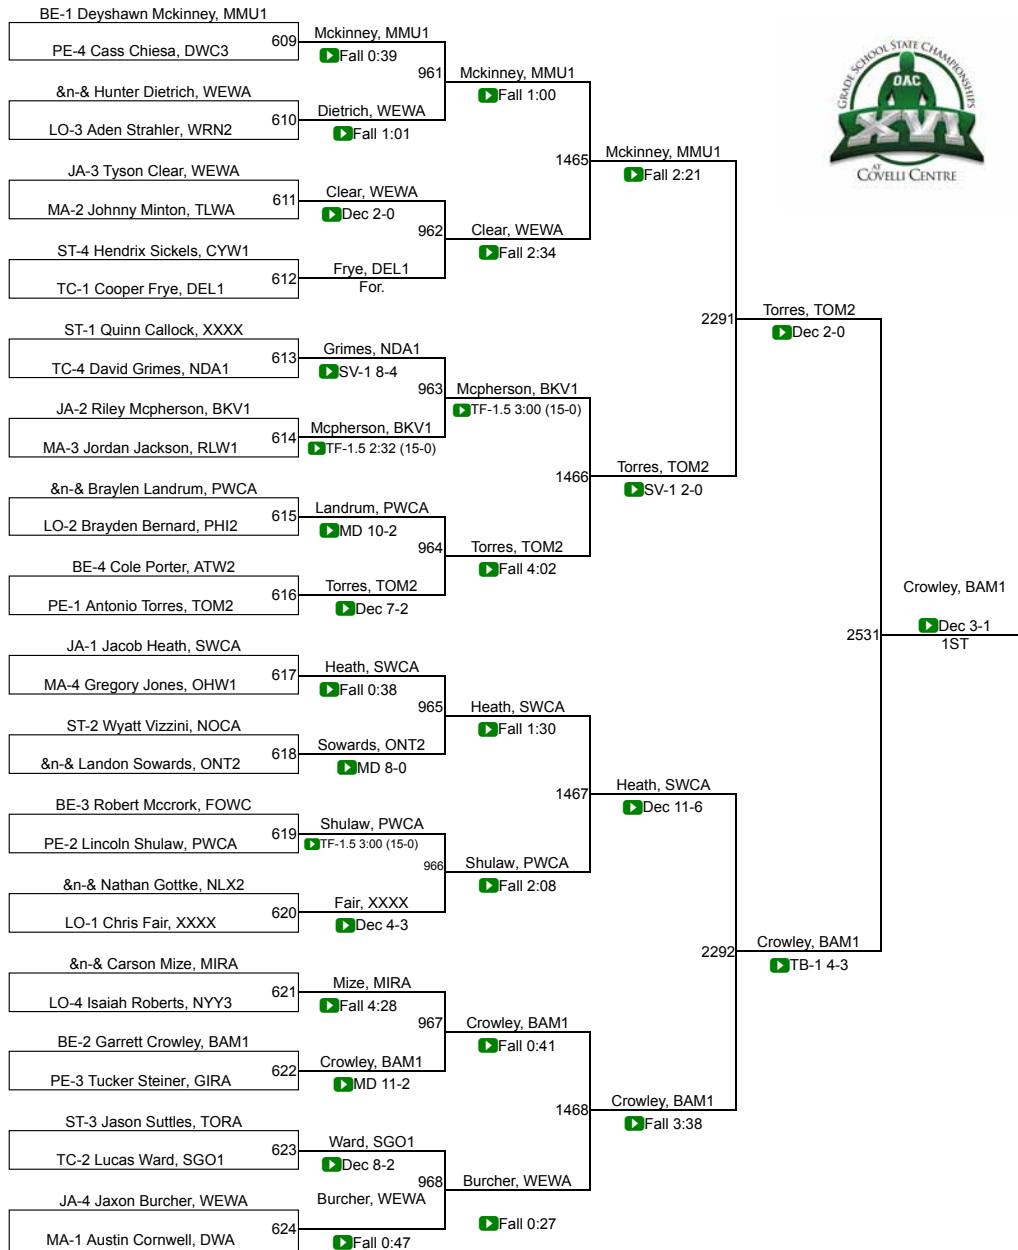 BE-1 Deyshawn Mckinney, MMU1
PE-4 Cass Chiesa, DWC3
609
Mckinney, MMU1
Fall 0:39
&n-& Hunter Dietrich, WEWA
LO-3 Aden Strahler, WRN2
610
Dietrich, WEWA
Fall 1:01
961
Mckinney, MMU1
Fall 1:00
JA-3 Tyson Clear, WEWA
MA-2 Johnny Minton, TLWA
611
Clear, WEWA
Dec 2-0
ST-4 Hendrix Sickels, CYW1
TC-1 Cooper Frye, DEL1
612
Frye, DEL1
For.
962
Clear, WEWA
Fall 2:34
1465
Mckinney, MMU1
Fall 2:21
ST-1 Quinn Callock, XXXX
TC-4 David Grimes, NDA1
613
Grimes, NDA1
SV-1 8-4
JA-2 Riley Mcpherson, BKV1
MA-3 Jordan Jackson, RLW1
614
Mcpherson, BKV1
TF-1.5 2:32 (15-0)
963
Mcpherson, BKV1
TF-1.5 3:00 (15-0)
&n-& Braylen Landrum, PWCA
LO-2 Brayden Bernard, PHI2
615
Landrum, PWCA
MD 10-2
BE-4 Cole Porter, ATW2
PE-1 Antonio Torres, TOM2
616
Torres, TOM2
Dec 7-2
964
Torres, TOM2
Fall 4:02
1466
Torres, TOM2
SV-1 2-0
2291
Torres, TOM2
Dec 2-0
JA-1 Jacob Heath, SWCA
MA-4 Gregory Jones, OHW1
617
Heath, SWCA
Fall 0:38
ST-2 Wyatt Vizzini, NOCA
&n-& Landon Sowards, ONT2
618
Sowards, ONT2
MD 8-0
965
Heath, SWCA
Fall 1:30
BE-3 Robert Mccrork, FOWC
PE-2 Lincoln Shulaw, PWCA
619
Shulaw, PWCA
TF-1.5 3:00 (15-0)
&n-& Nathan Gottke, NLX2
LO-1 Chris Fair, XXXX
620
Fair, XXXX
Dec 4-3
966
Shulaw, PWCA
Fall 2:08
1467
Heath, SWCA
Dec 11-6
&n-& Carson Mize, MIRA
LO-4 Isaiah Roberts, NYY3
621
Mize, MIRA
Fall 4:28
BE-2 Garrett Crowley, BAM1
PE-3 Tucker Steiner, GIRA
622
Crowley, BAM1
MD 11-2
967
Crowley, BAM1
Fall 0:41
ST-3 Jason Suttles, TORA
TC-2 Lucas Ward, SGO1
623
Ward, SGO1
Dec 8-2
JA-4 Jaxon Burcher, WEWA
MA-1 Austin Cornwell, DWA
624
Burcher, WEWA
Fall 0:47
968
Burcher, WEWA
Fall 0:27
1468
Crowley, BAM1
Fall 3:38
2292
Crowley, BAM1
TB-1 4-3
2531
Crowley, BAM1
Dec 3-1
1ST
GRADE SCHOOL STATE CHAMPIONSHIPS
OAC
XVI
AT
COVELLI CENTRE